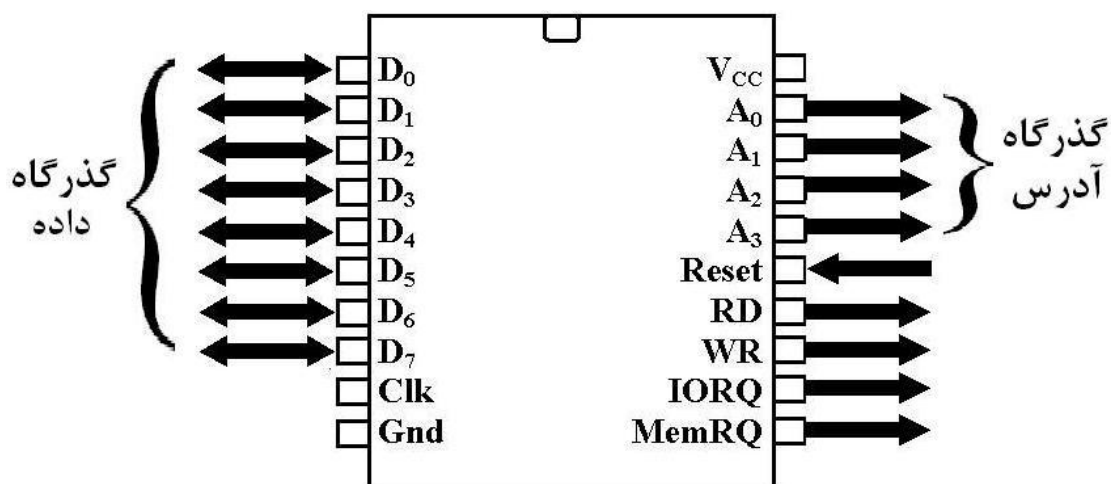 D₀
D₁
D₂
D₃
D₄
D₅
D₆
D₇
Clk
Gnd
گذرگاه
داده
V_CC
A₀
A₁
A₂
A₃
Reset
RD
WR
IORQ
MemRQ
گذرگاه
آدرس